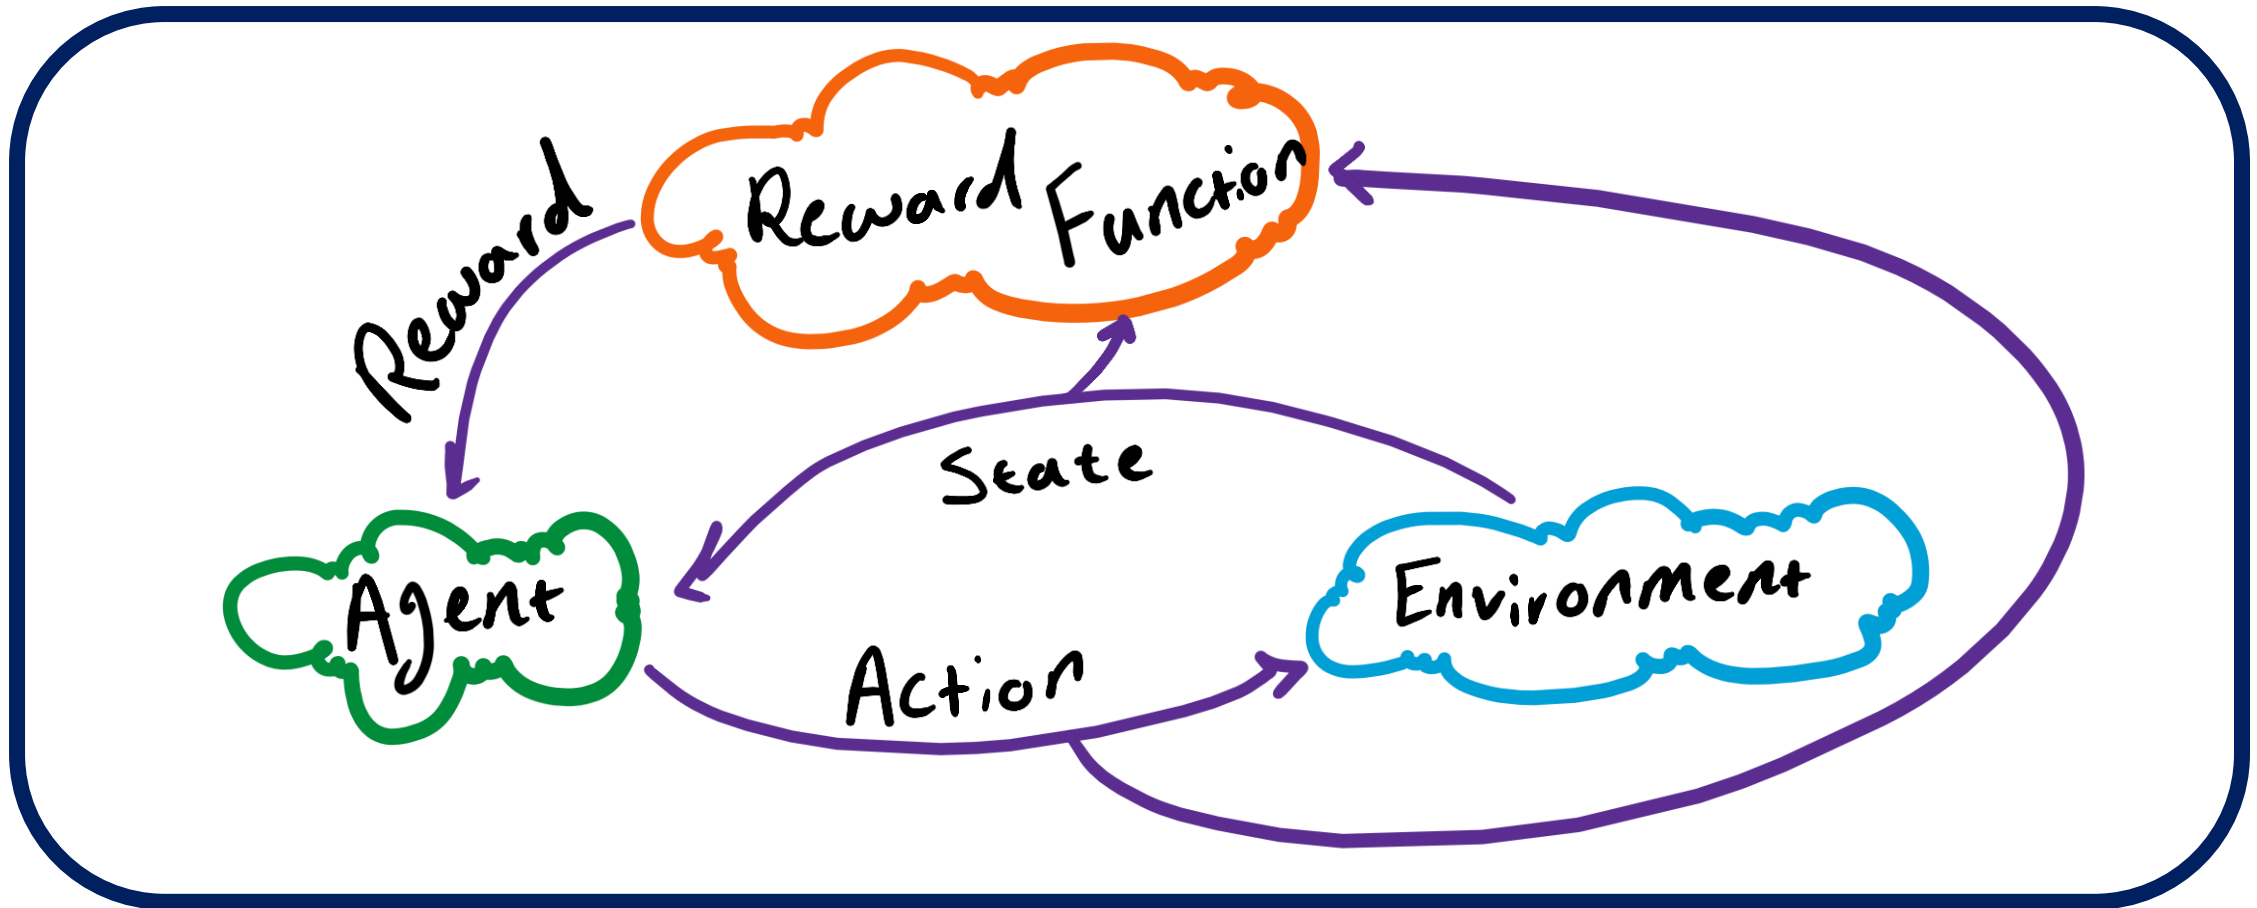 Reward Function
Reward
State
Agent
Environment
Action